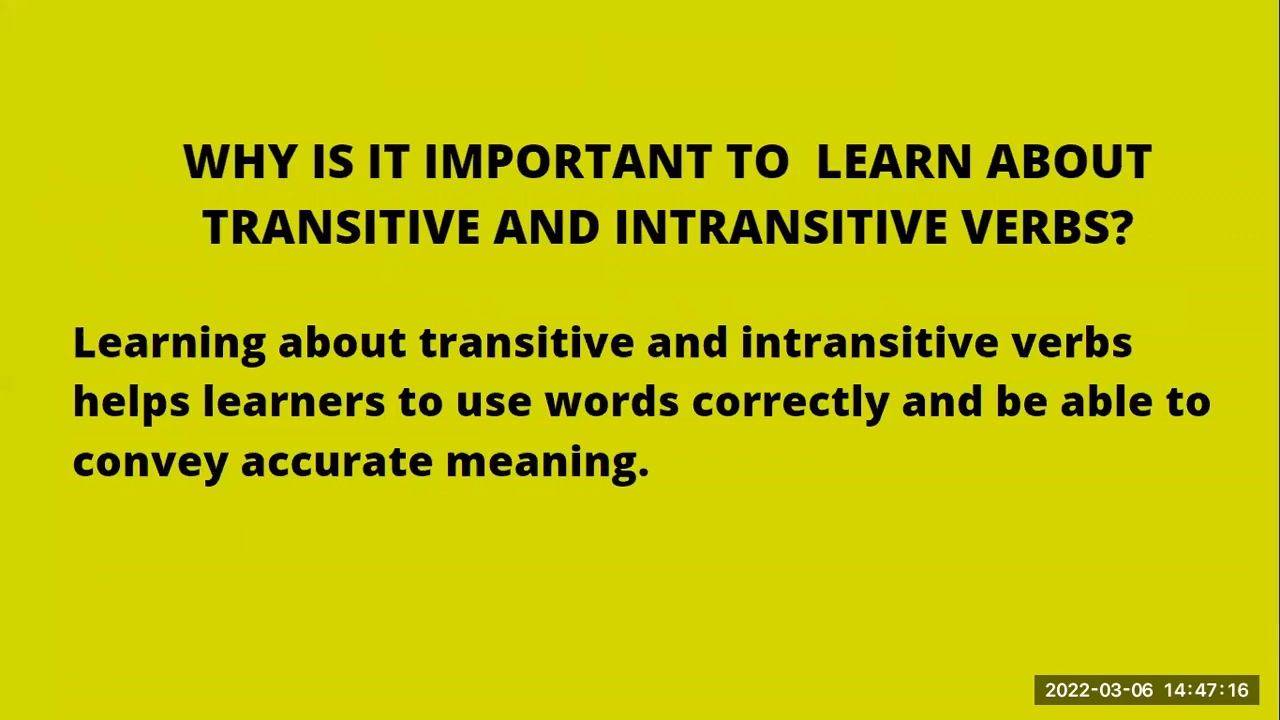 WHY IS IT IMPORTANT TO  LEARN ABOUT
TRANSITIVE AND INTRANSITIVE VERBS?
Learning about transitive and intransitive verbs
helps learners to use words correctly and be able to
convey accurate meaning.
2022-03-06 14:47:16